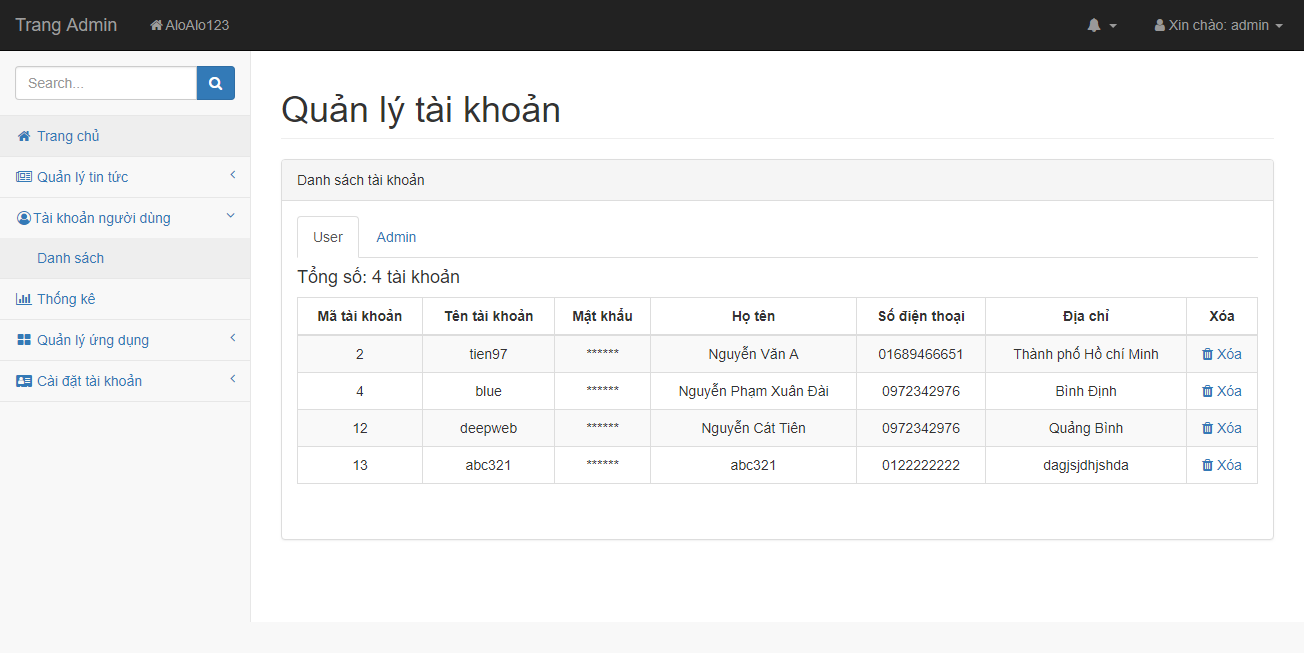 Trang Admin AloAlo123 Xin chào: admin
Search...
Trang chủ
Quản lý tin tức
Tài khoản người dùng
Danh sách
Thống kê
Quản lý ứng dụng
Cài đặt tài khoản
Quản lý tài khoản
Danh sách tài khoản
User Admin
Tổng số: 4 tài khoản
Mã tài khoản Tên tài khoản Mật khẩu Họ tên Số điện thoại Địa chỉ Xóa
2 tien97 ****** Nguyễn Văn A 01689466651 Thành phố Hồ chí Minh Xóa
4 blue ****** Nguyễn Phạm Xuân Đài 0972342976 Bình Định Xóa
12 deepweb ****** Nguyễn Cát Tiên 0972342976 Quảng Bình Xóa
13 abc321 ****** abc321 0122222222 dagjsjdhjshda Xóa